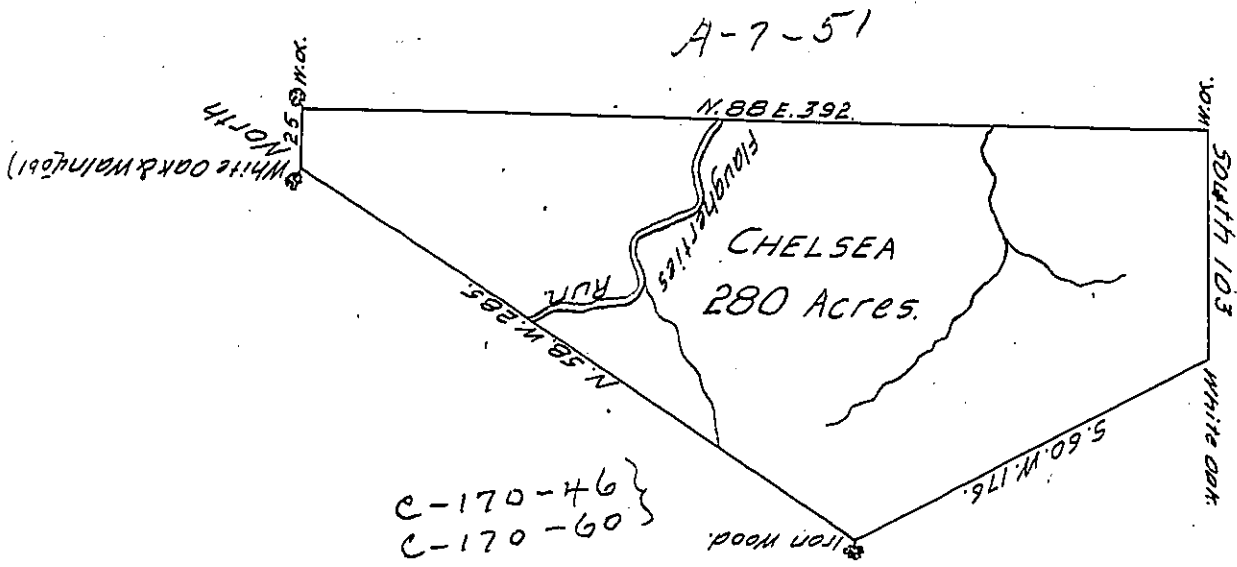 A-7-51
W.O.
N. 88 E. 392.
W.O.
North
25
White Oak & Walnut
South 103
Flaugherties
Run.
CHELSEA
280 Acres.
N. 58. W. 285.
White Oak.
S. 60. W. 176.
C-170-46 }
C-170-60
Iron Wood.